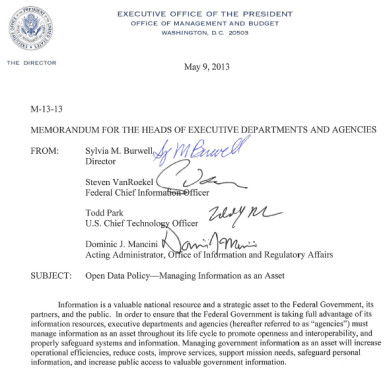 EXECUTIVE OFFICE OF THE PRESIDENT
OFFICE OF MANAGEMENT AND BUDGET
WASHINGTON, D.C. 20503
THE DIRECTOR
May 9, 2013
M-13-13
MEMORANDUM FOR THE HEADS OF EXECUTIVE DEPARTMENTS AND AGENCIES
FROM: Sylvia M. Burwell
Director
Steven VanRoekel
Federal Chief Information Officer
Todd Park
U.S. Chief Technology Officer
Dominic J. Mancini
Acting Administrator, Office of Information and Regulatory Affairs
SUBJECT: Open Data Policy—Managing Information as an Asset
Information is a valuable national resource and a strategic asset to the Federal Government, its
partners, and the public. In order to ensure that the Federal Government is taking full advantage of its
information resources, executive departments and agencies (hereafter referred to as “agencies”) must
manage information as an asset throughout its life cycle to promote openness and interoperability, and
properly safeguard systems and information. Managing government information as an asset will increase
operational efficiencies, reduce costs, improve services, support mission needs, safeguard personal
information, and increase public access to valuable government information.